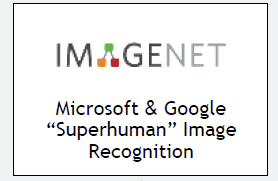 IMAGENET
Microsoft & Google
“Superhuman” Image
Recognition